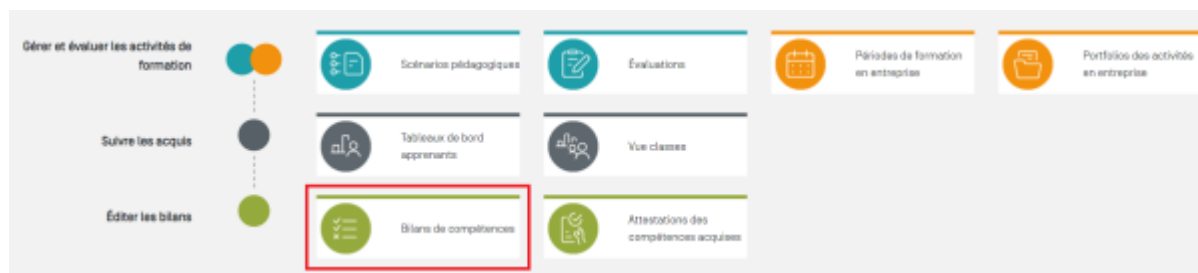 Gérer et évaluer les activités de
formation
Scénarios pédagogiques
Évaluations
Périodes de formation
en entreprise
Portfolios des activités
en entreprise
Suivre les acquis
Tableaux de bord
apprenants
Vue classes
Éditer les bilans
Bilans de compétences
Attestations des
compétences acquises